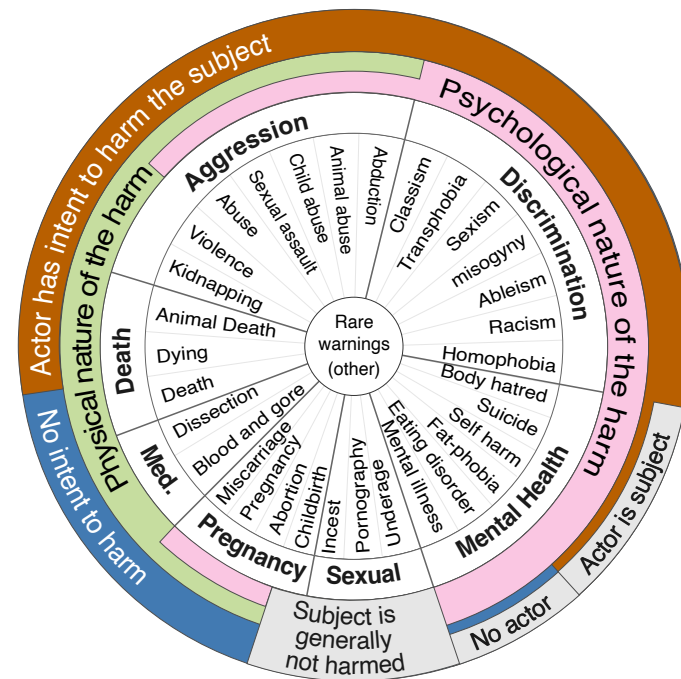 Actor has intent to harm the subject
No intent to harm
Physical nature of the harm
Psychological nature of the harm
Actor is subject
No actor
Subject is
generally
not harmed
Aggression
Kidnapping
Violence
Abuse
Sexual assault
Child abuse
Animal abuse
Abduction
Discrimination
Classism
Transphobia
Sexism
misogyny
Ableism
Racism
Homophobia
Mental Health
Body hatred
Suicide
Self harm
Fat-phobia
Eating disorder
Mental illness
Sexual
Underage
Pornography
Incest
Pregnancy
Childbirth
Abortion
Pregnancy
Miscarriage
Med.
Blood and gore
Dissection
Death
Death
Dying
Animal Death
Rare
warnings
(other)